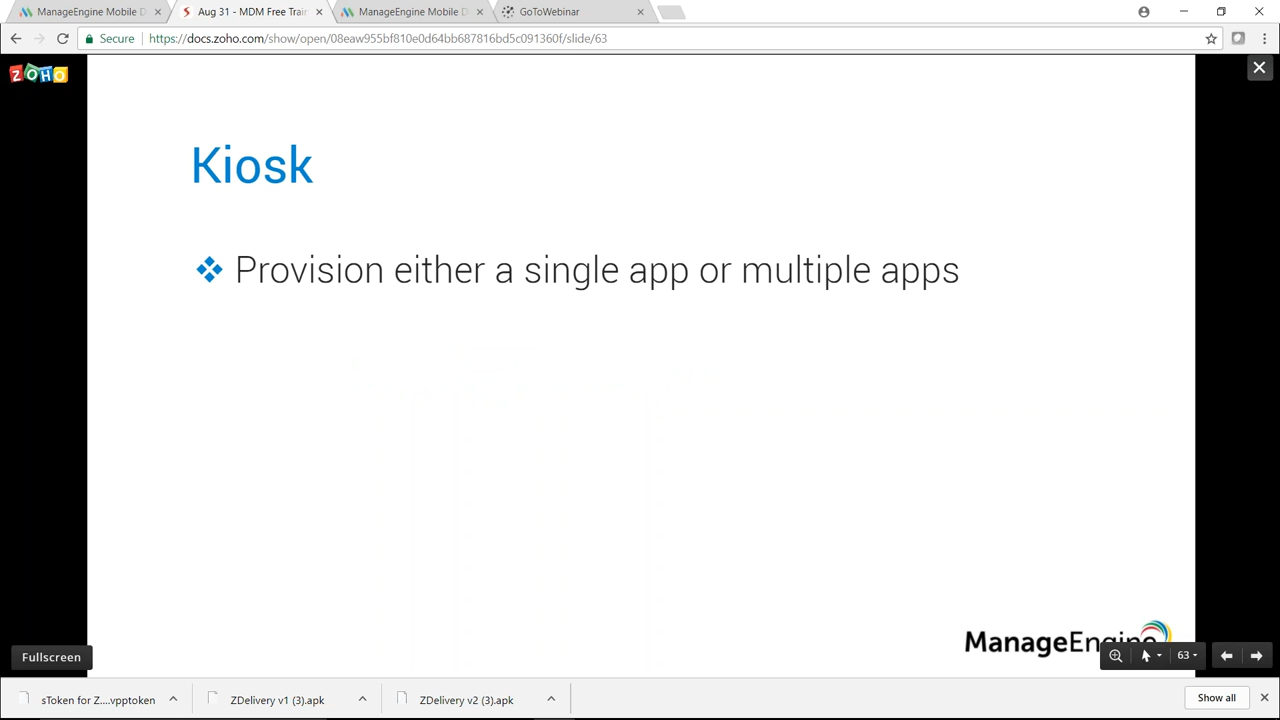 ManageEngine Mobile D
Aug 31 - MDM Free Train
ManageEngine Mobile D
GoToWebinar
Secure
https://docs.zoho.com/show/open/08eaw955bf810e0d64bb687816bd5c091360f/slide/63
ZOHO
Kiosk
Provision either a single app or multiple apps
ManageEngine
Fullscreen
63
sToken for Z....vpptoken
ZDelivery v1 (3).apk
ZDelivery v2 (3).apk
Show all